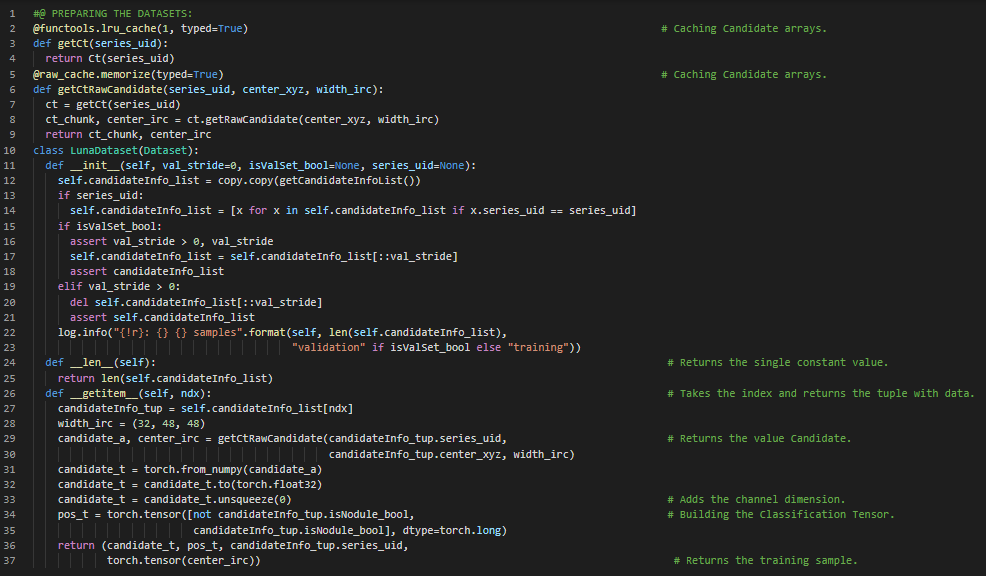 1 #@ PREPARING THE DATASETS:
2 @functools.lru_cache(1, typed=True) # Caching Candidate arrays.
3 def getCt(series_uid):
4 return Ct(series_uid)
5 @raw_cache.memorize(typed=True) # Caching Candidate arrays.
6 def getCtRawCandidate(series_uid, center_xyz, width_irc):
7 ct = getCt(series_uid)
8 ct_chunk, center_irc = ct.getRawCandidate(center_xyz, width_irc)
9 return ct_chunk, center_irc
10 class LunaDataset(Dataset):
11 def __init__(self, val_stride=0, isValSet_bool=None, series_uid=None):
12 self.candidateInfo_list = copy.copy(getCandidateInfoList())
13 if series_uid:
14 self.candidateInfo_list = [x for x in self.candidateInfo_list if x.series_uid == series_uid]
15 if isValSet_bool:
16 assert val_stride > 0, val_stride
17 self.candidateInfo_list = self.candidateInfo_list[::val_stride]
18 assert candidateInfo_list
19 elif val_stride > 0:
20 del self.candidateInfo_list[::val_stride]
21 assert self.candidateInfo_list
22 log.info("{!r}: {} {} samples".format(self, len(self.candidateInfo_list),
23 "validation" if isValSet_bool else "training"))
24 def __len__(self): # Returns the single constant value.
25 return len(self.candidateInfo_list)
26 def __getitem__(self, ndx): # Takes the index and returns the tuple with data.
27 candidateInfo_tup = self.candidateInfo_list[ndx]
28 width_irc = (32, 48, 48)
29 candidate_a, center_irc = getCtRawCandidate(candidateInfo_tup.series_uid, # Returns the value Candidate.
30 candidateInfo_tup.center_xyz, width_irc)
31 candidate_t = torch.from_numpy(candidate_a)
32 candidate_t = candidate_t.to(torch.float32)
33 candidate_t = candidate_t.unsqueeze(0) # Adds the channel dimension.
34 pos_t = torch.tensor([not candidateInfo_tup.isNodule_bool, # Building the Classification Tensor.
35 candidateInfo_tup.isNodule_bool], dtype=torch.long)
36 return (candidate_t, pos_t, candidateInfo_tup.series_uid,
37 torch.tensor(center_irc)) # Returns the training sample.